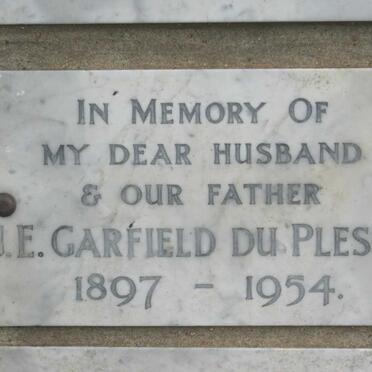 IN MEMORY OF
MY DEAR HUSBAND
& OUR FATHER
J.E. GARFIELD DU PLES
1897 - 1954.